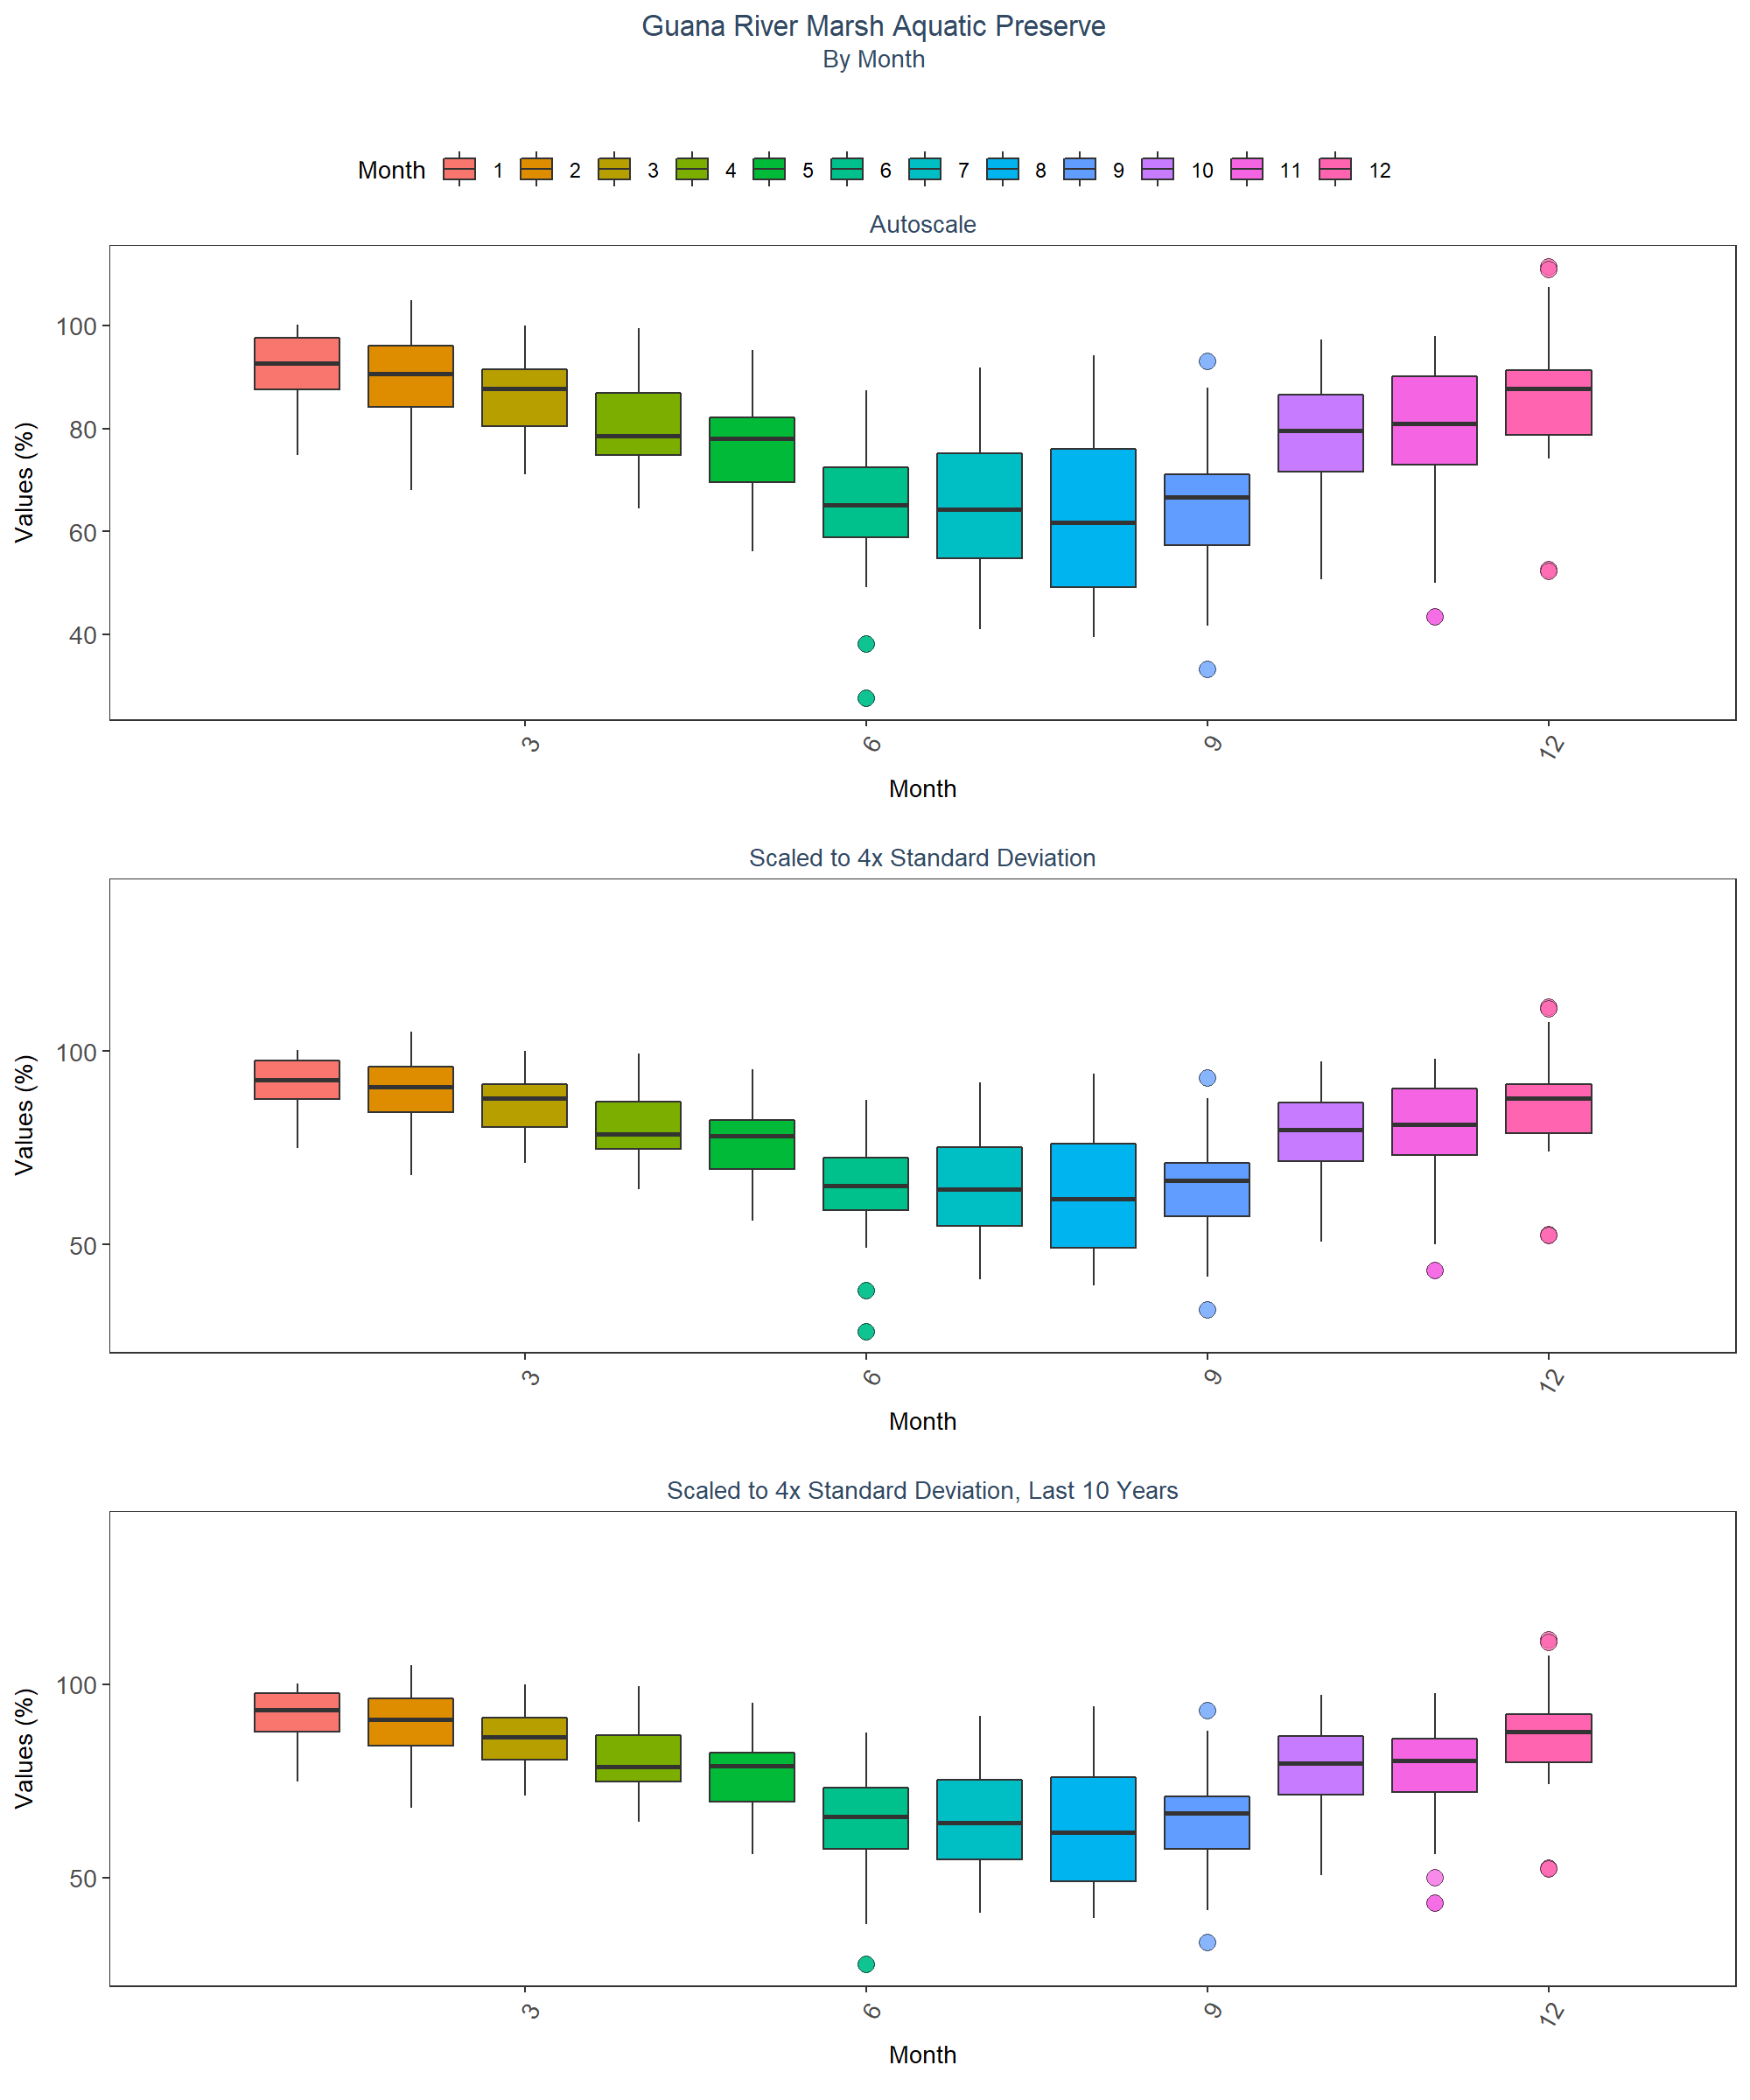 Guana River Marsh Aquatic Preserve
By Month
Month 1 2 3 4 5 6 7 8 9 10 11 12
Autoscale
Values (%)
100
80
60
40
3 6 9 12
Month
Scaled to 4x Standard Deviation
Values (%)
100
50
3 6 9 12
Month
Scaled to 4x Standard Deviation, Last 10 Years
Values (%)
100
50
3 6 9 12
Month